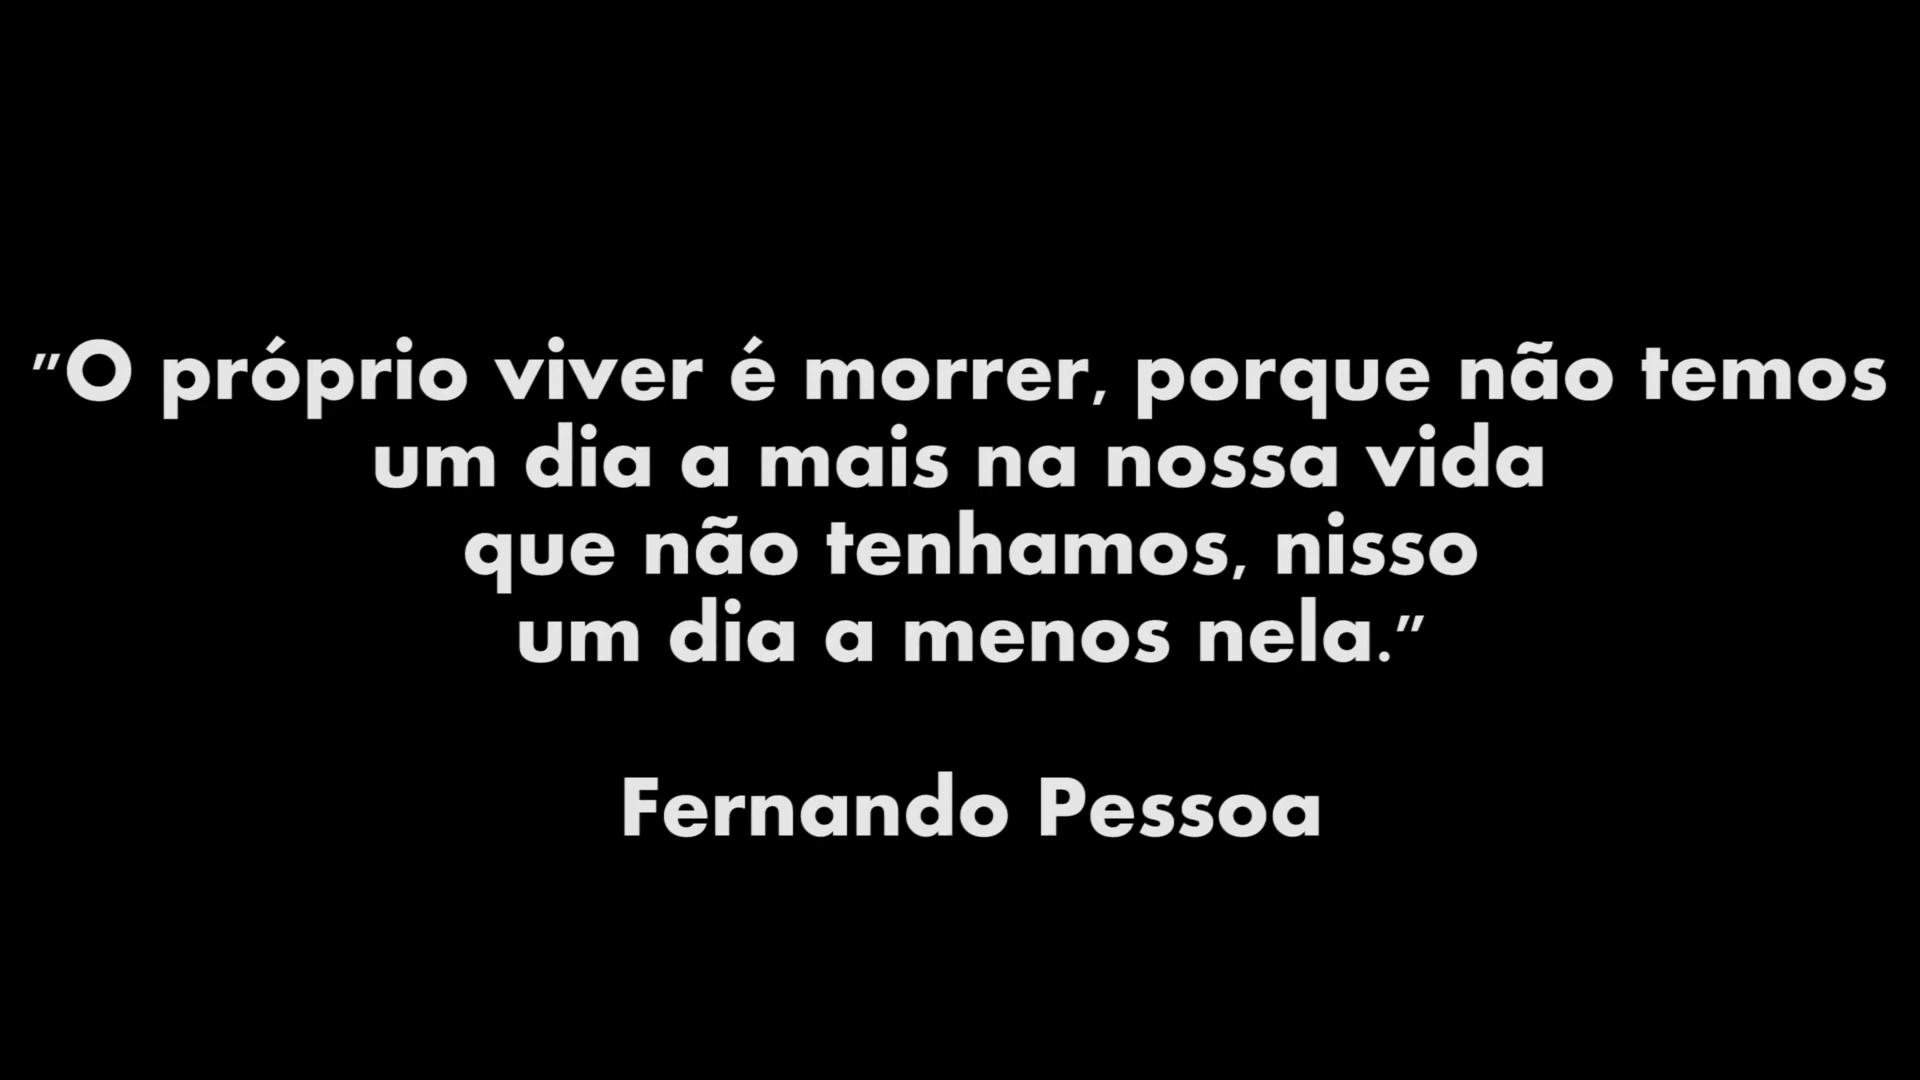 "O próprio viver é morrer, porque não temos
um dia a mais na nossa vida
que não tenhamos, nisso
um dia a menos nela."
Fernando Pessoa